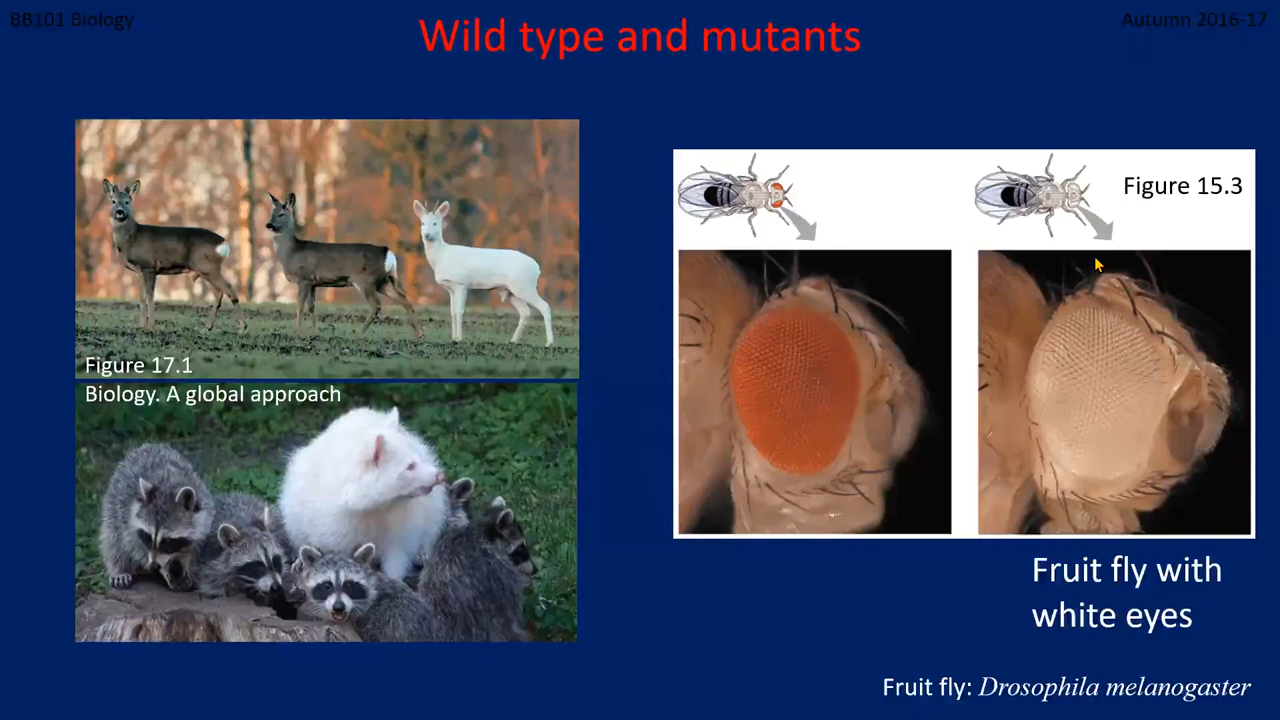 BB101 Biology
Autumn 2016-17
Wild type and mutants
Figure 17.1
Biology. A global approach
Figure 15.3
Fruit fly with
white eyes
Fruit fly: Drosophila melanogaster